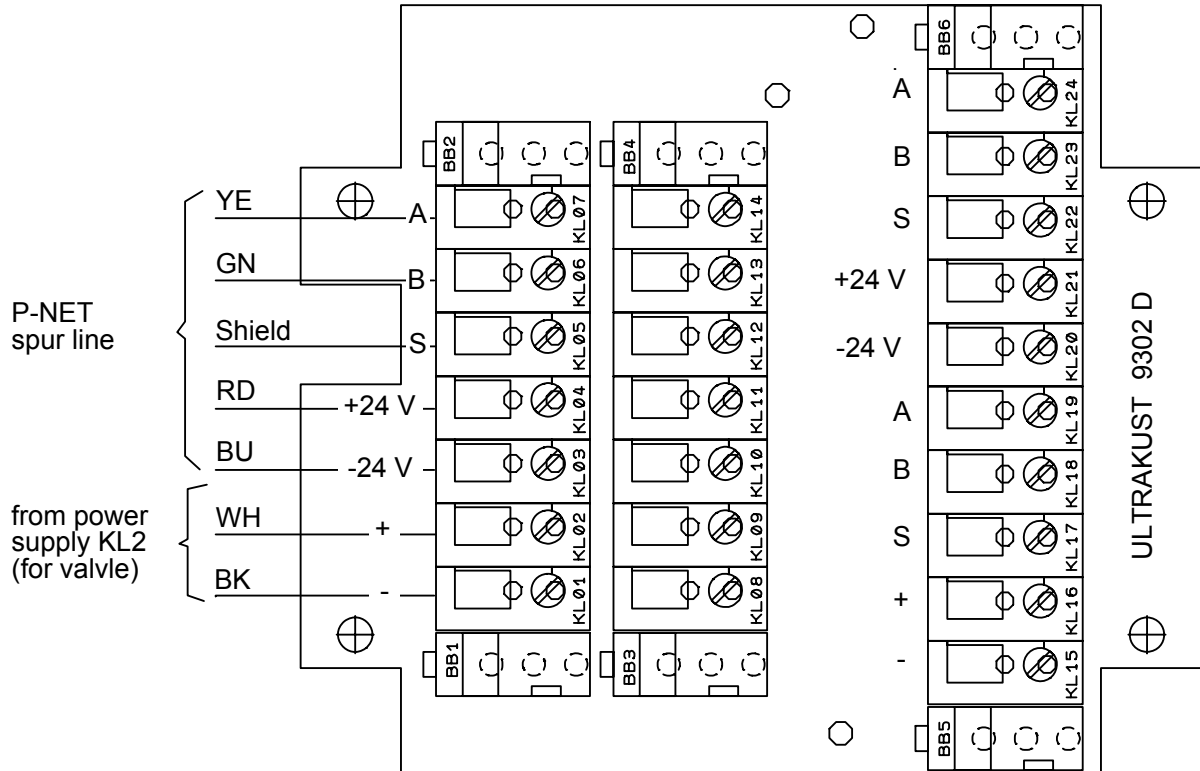 P-NET
spur line
from power
supply KL2
(for valvle)
YE
GN
Shield
RD
BU
WH
BK
A
B
S
+24 V
-24 V
+
-
BB2
KL07
KL06
KL05
KL04
KL03
KL02
KL01
BB1
BB4
KL14
KL13
KL12
KL11
KL10
KL09
KL08
BB3
A
B
S
+24 V
-24 V
A
B
S
+
-
BB6
KL24
KL23
KL22
KL21
KL20
KL19
KL18
KL17
KL16
KL15
BB5
ULTRAKUST 9302 D